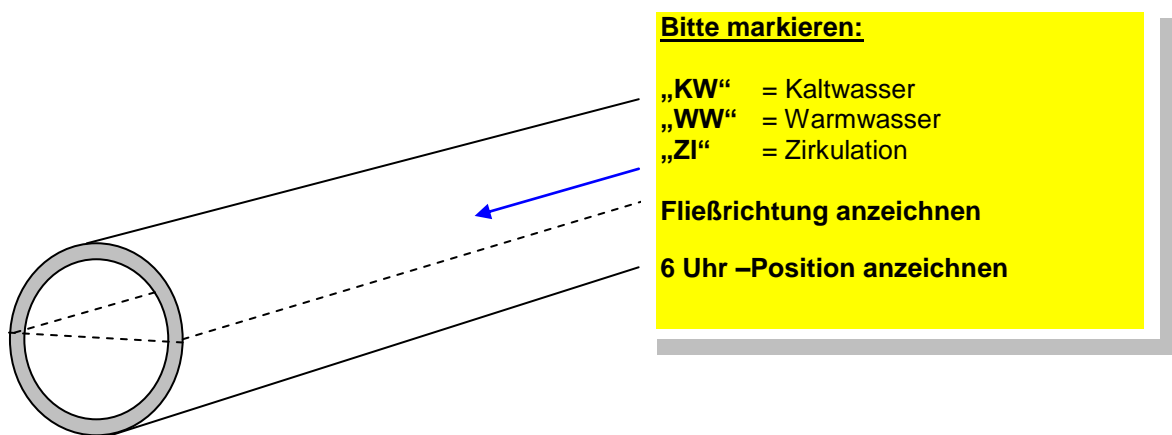 Bitte markieren:
„KW“ = Kaltwasser
„WW“ = Warmwasser
„ZI“ = Zirkulation
Fließrichtung anzeichnen
6 Uhr –Position anzeichnen